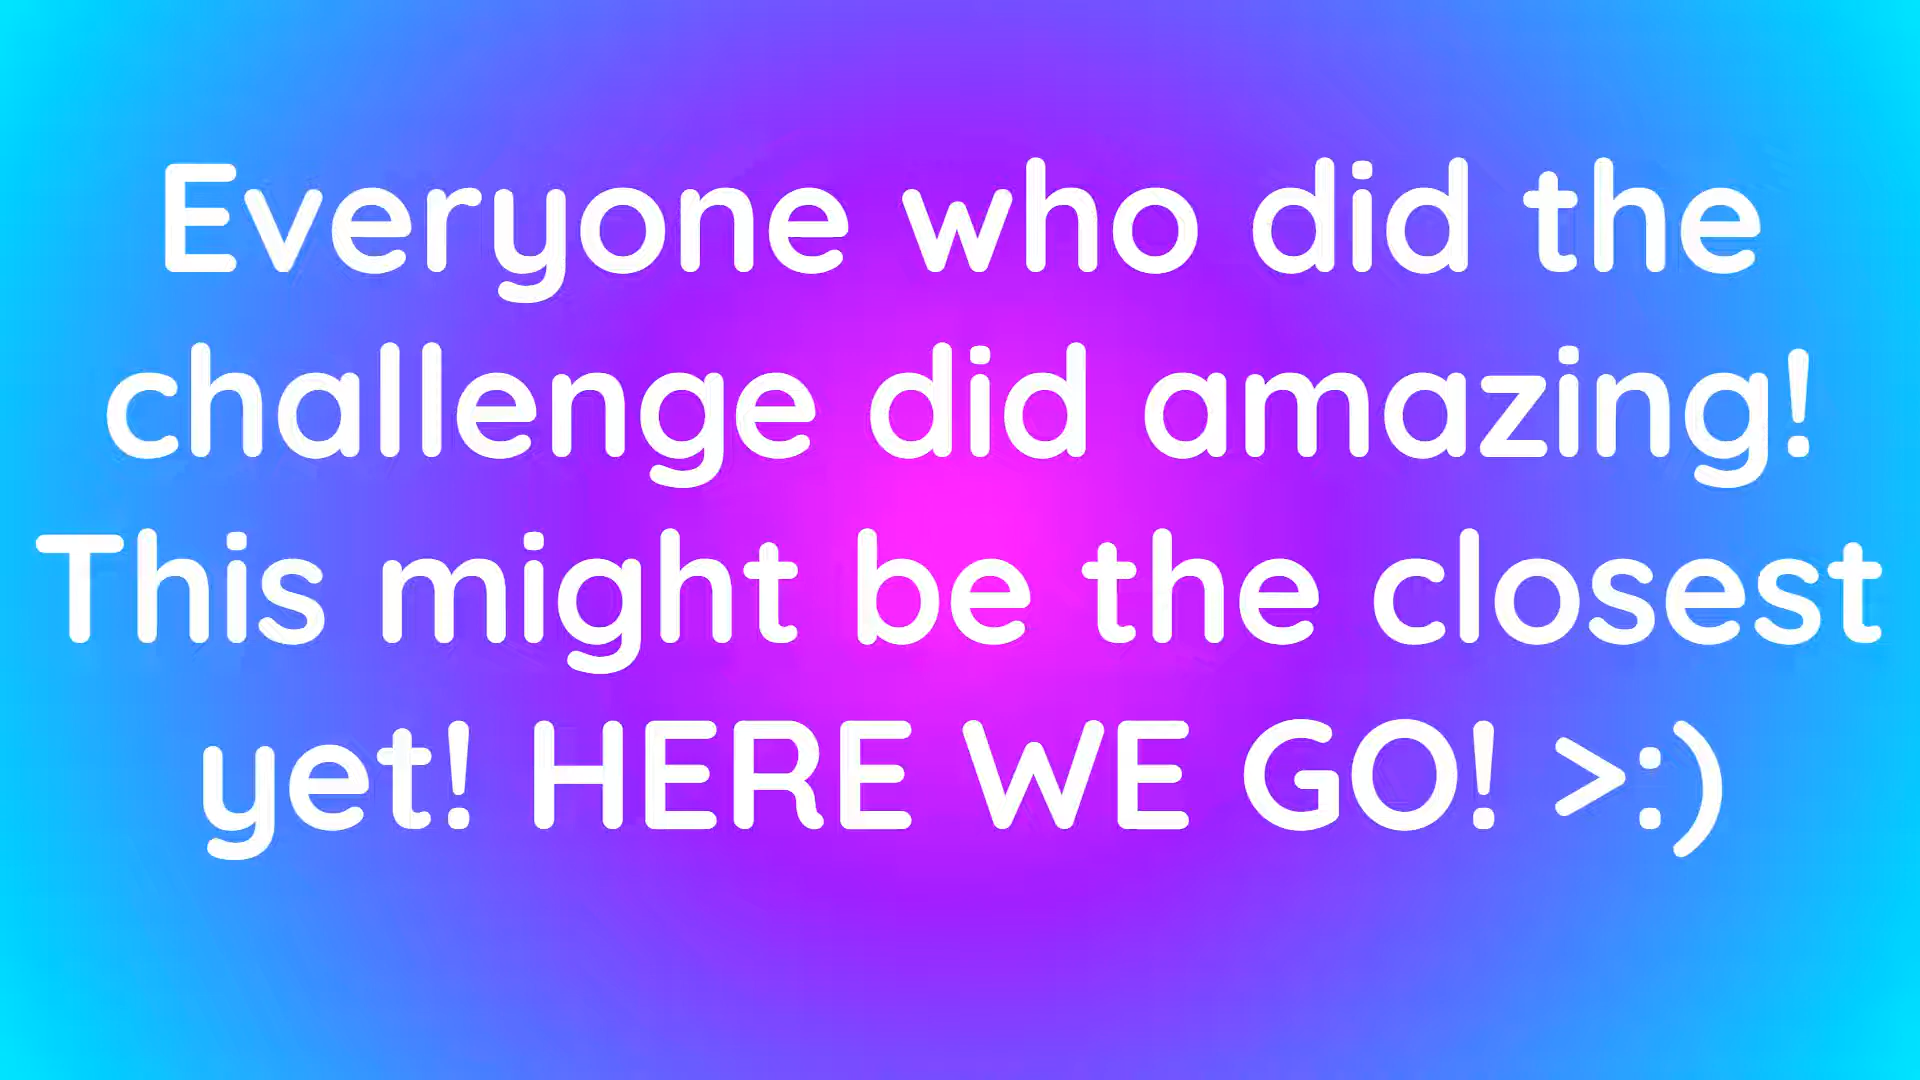 Everyone who did the
challenge did amazing!
This might be the closest
yet! HERE WE GO! >:)